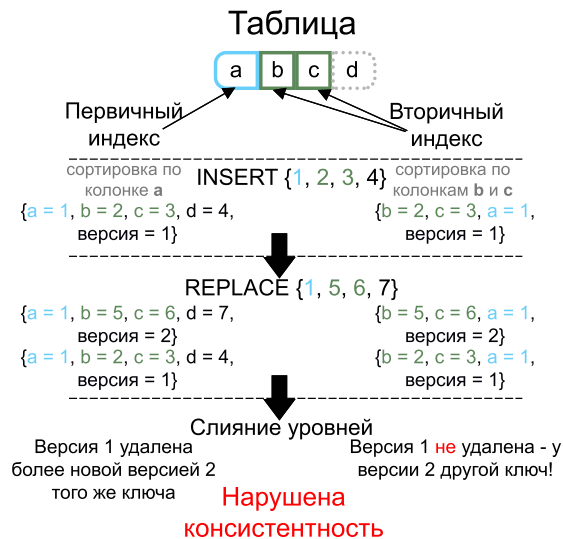 Таблица
a b c d
Первичный индекс
Вторичный индекс
сортировка по колонке a
INSERT {1, 2, 3, 4}
сортировка по колонкам b и c
{a = 1, b = 2, c = 3, d = 4,
версия = 1}
{b = 2, c = 3, a = 1,
версия = 1}
REPLACE {1, 5, 6, 7}
{a = 1, b = 5, c = 6, d = 7,
версия = 2}
{a = 1, b = 2, c = 3, d = 4,
версия = 1}
{b = 5, c = 6, a = 1,
версия = 2}
{b = 2, c = 3, a = 1,
версия = 1}
Слияние уровней
Версия 1 удалена
более новой версией 2
того же ключа
Версия 1 не удалена - у
версии 2 другой ключ!
Нарушена
консистентность